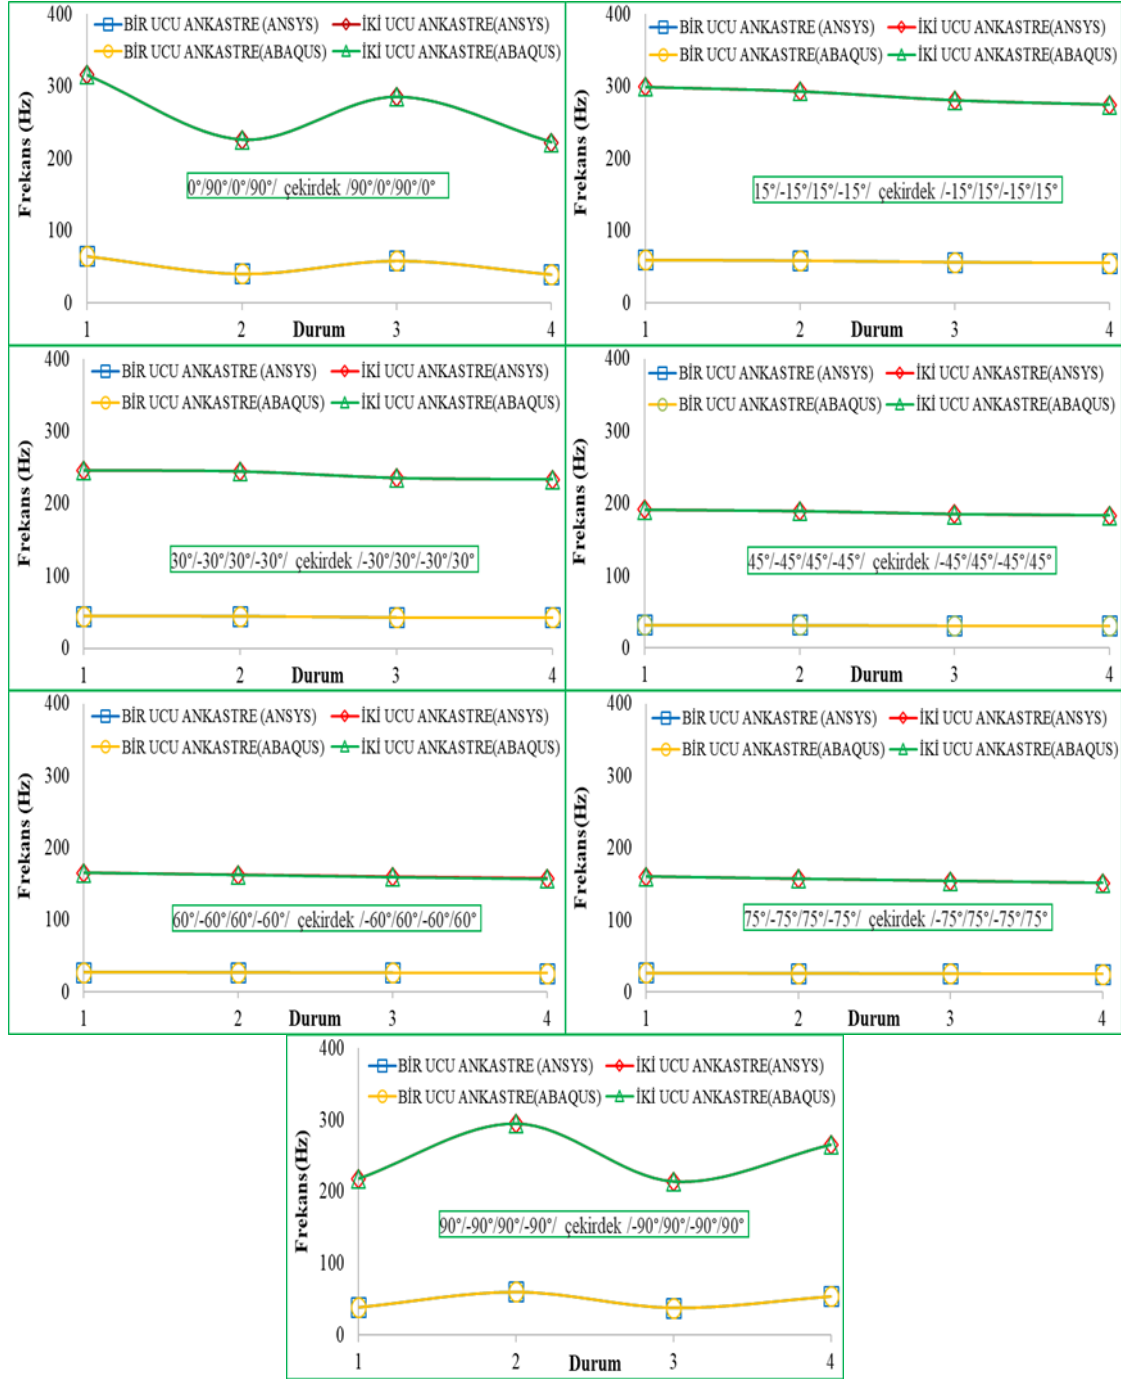 BİR UCU ANKASTRE (ANSYS) İKİ UCU ANKASTRE(ANSYS)
BİR UCU ANKASTRE(ABAQUS) İKİ UCU ANKASTRE(ABAQUS)
Frekans (Hz)
400
300
200
100
0
0°/90°/0°/90°/ çekirdek /90°/0°/90°/0°
1 2 3 4
Durum
BİR UCU ANKASTRE (ANSYS) İKİ UCU ANKASTRE(ANSYS)
BİR UCU ANKASTRE(ABAQUS) İKİ UCU ANKASTRE(ABAQUS)
Frekans (Hz)
400
300
200
100
0
15°/-15°/15°/-15°/ çekirdek /-15°/15°/-15°/15°
1 2 3 4
Durum
BİR UCU ANKASTRE (ANSYS) İKİ UCU ANKASTRE(ANSYS)
BİR UCU ANKASTRE(ABAQUS) İKİ UCU ANKASTRE(ABAQUS)
Frekans (Hz)
400
300
200
100
0
30°/-30°/30°/-30°/ çekirdek /-30°/30°/-30°/30°
1 2 3 4
Durum
BİR UCU ANKASTRE (ANSYS) İKİ UCU ANKASTRE(ANSYS)
BİR UCU ANKASTRE(ABAQUS) İKİ UCU ANKASTRE(ABAQUS)
Frekans (Hz)
400
300
200
100
0
45°/-45°/45°/-45°/ çekirdek /-45°/45°/-45°/45°
1 2 3 4
Durum
BİR UCU ANKASTRE (ANSYS) İKİ UCU ANKASTRE(ANSYS)
BİR UCU ANKASTRE(ABAQUS) İKİ UCU ANKASTRE(ABAQUS)
Frekans (Hz)
400
300
200
100
0
60°/-60°/60°/-60°/ çekirdek /-60°/60°/-60°/60°
1 2 3 4
Durum
BİR UCU ANKASTRE (ANSYS) İKİ UCU ANKASTRE(ANSYS)
BİR UCU ANKASTRE(ABAQUS) İKİ UCU ANKASTRE(ABAQUS)
Frekans(Hz)
400
300
200
100
0
75°/-75°/75°/-75°/ çekirdek /-75°/75°/-75°/75°
1 2 3 4
Durum
BİR UCU ANKASTRE (ANSYS) İKİ UCU ANKASTRE(ANSYS)
BİR UCU ANKASTRE(ABAQUS) İKİ UCU ANKASTRE(ABAQUS)
Frekans(Hz)
400
300
200
100
0
90°/-90°/90°/-90°/ çekirdek /-90°/90°/-90°/90°
1 2 3 4
Durum